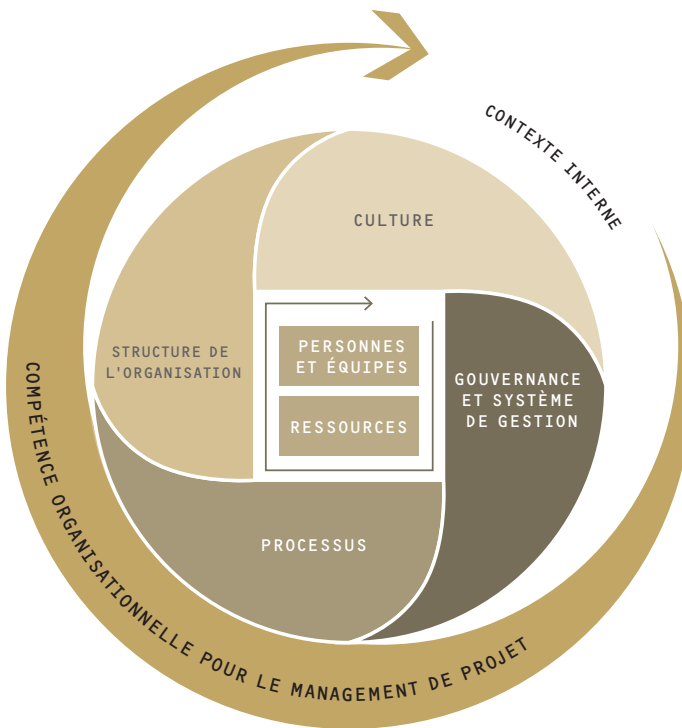 CONTEXTE INTERNE
CULTURE
STRUCTURE DE
L'ORGANISATION
PERSONNES
ET ÉQUIPES
RESSOURCES
GOUVERNANCE
ET SYSTÈME
DE GESTION
PROCESSUS
COMPÉTENCE ORGANISATIONNELLE POUR LE MANAGEMENT DE PROJET